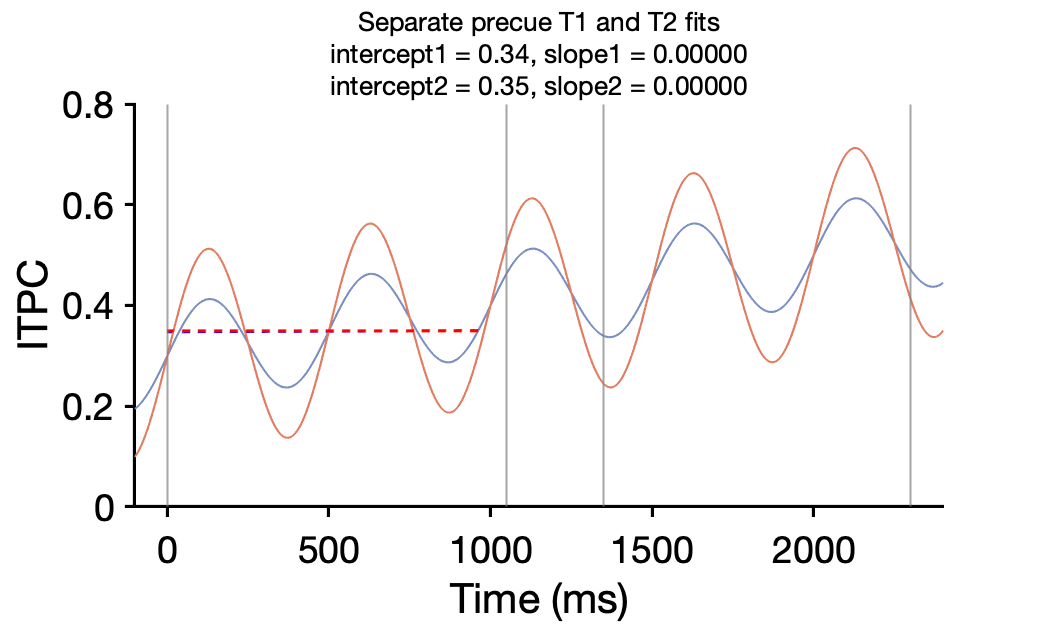 Separate precue T1 and T2 fits
intercept1 = 0.34, slope1 = 0.00000
intercept2 = 0.35, slope2 = 0.00000
0.8
0.6
0.4
0.2
0
ITPC
0 500 1000 1500 2000
Time (ms)